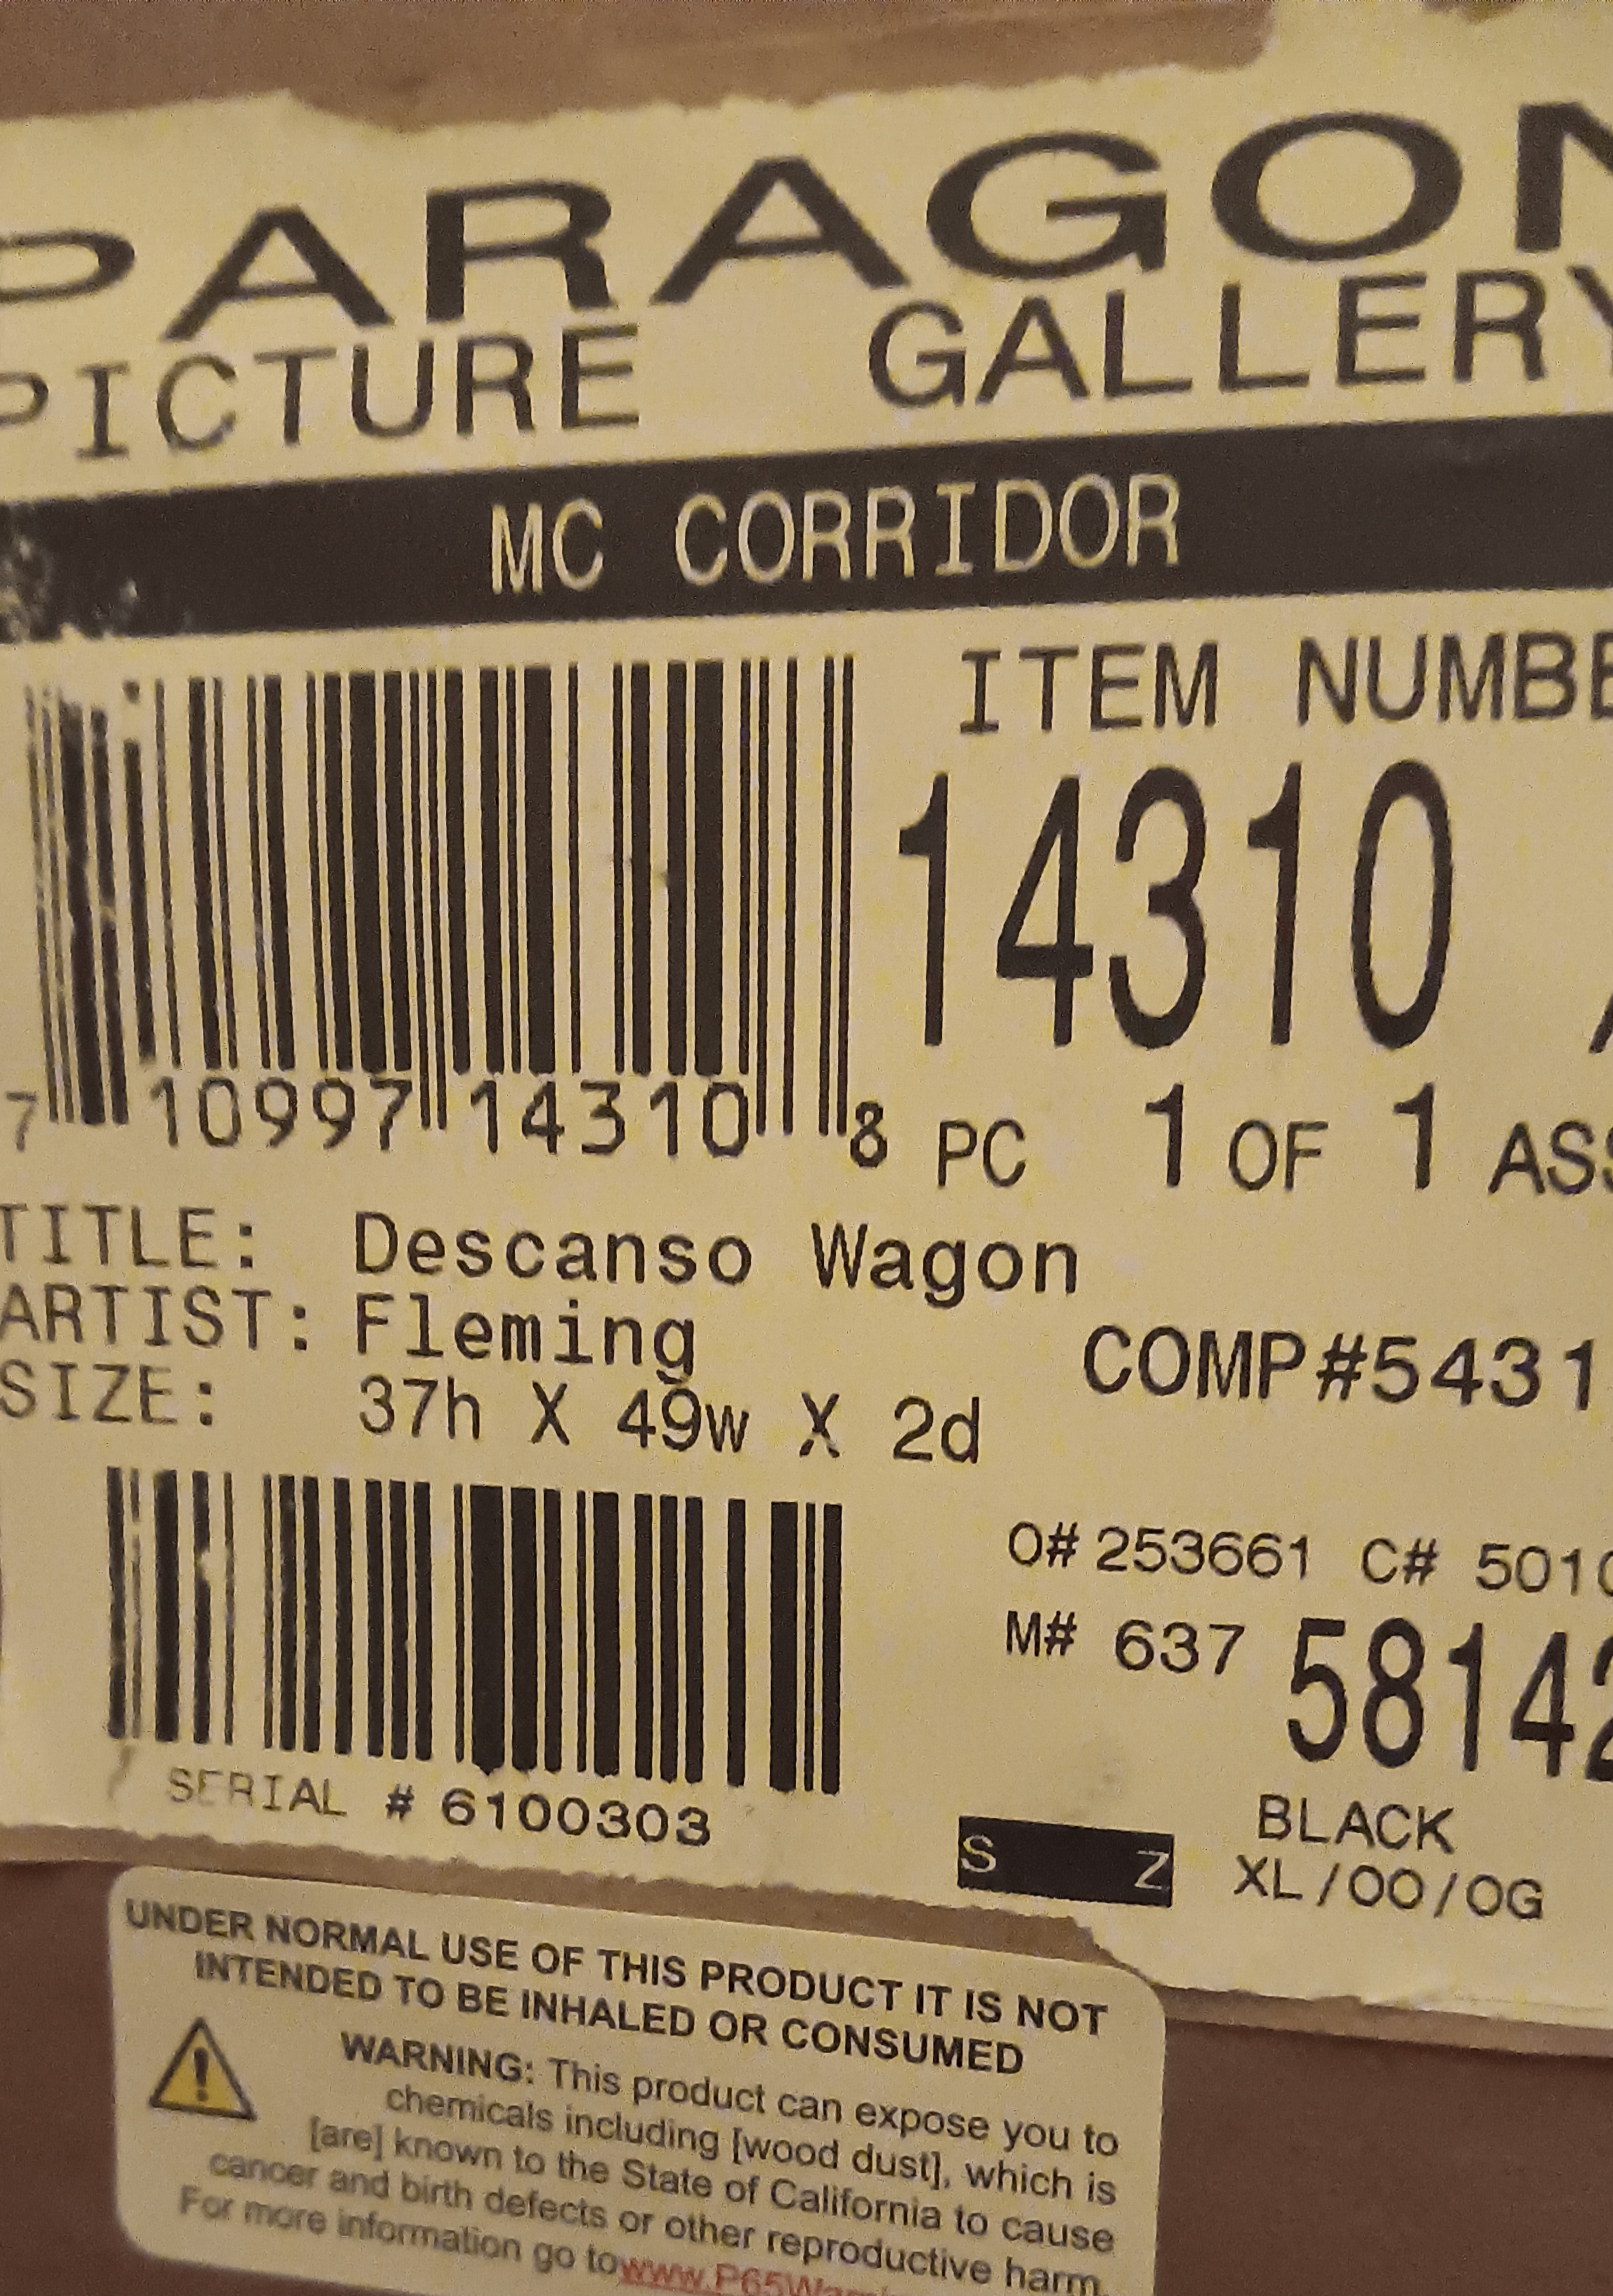 PARAGON
PICTURE GALLERY
MC CORRIDOR
ITEM NUMBE
14310
7 10997 14310 8
PC 1 OF 1 ASS
TITLE: Descanso Wagon
ARTIST: Fleming
SIZE: 37h X 49w X 2d
COMP#5431
O# 253661 C# 501
M# 637 58142
SERIAL # 6100303
S Z
BLACK
XL/OO/OG
UNDER NORMAL USE OF THIS PRODUCT IT IS NOT
INTENDED TO BE INHALED OR CONSUMED
WARNING: This product can expose you to
chemicals including [wood dust], which is
[are] known to the State of California to cause
cancer and birth defects or other reproductive harm.
For more information go to www.P65War